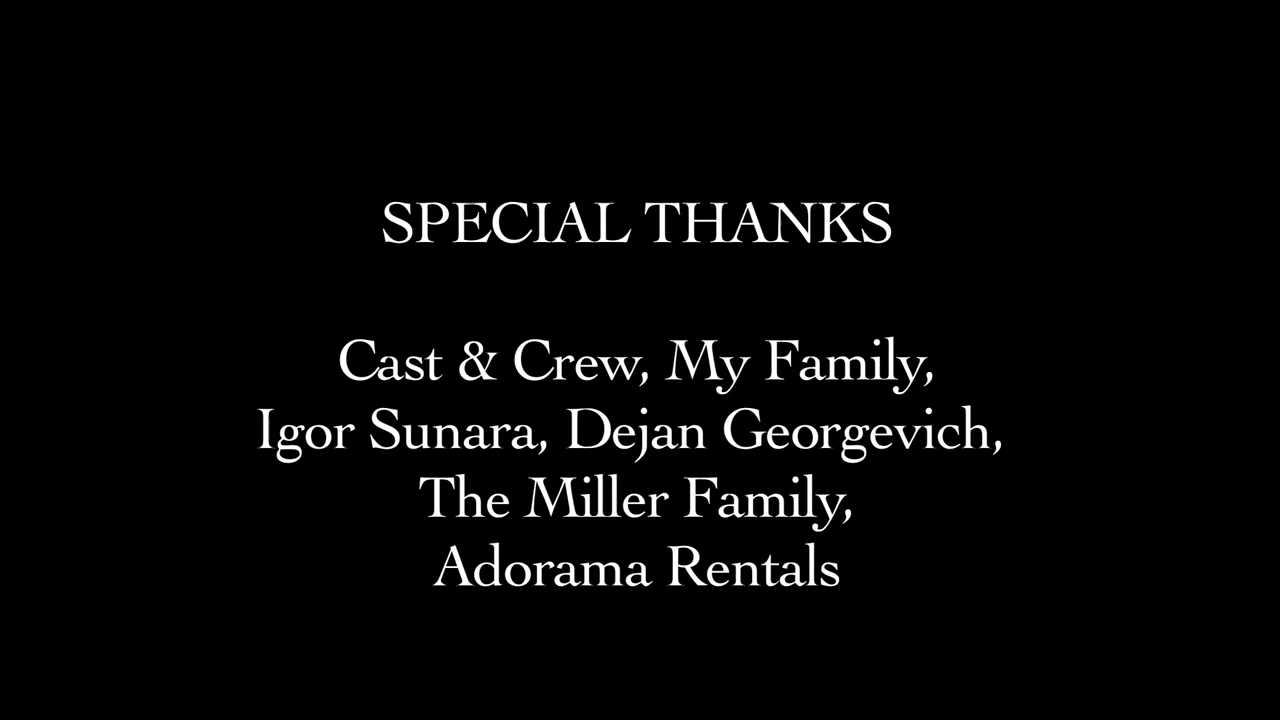 SPECIAL THANKS
Cast & Crew, My Family,
Igor Sunara, Dejan Georgevich,
The Miller Family,
Adorama Rentals